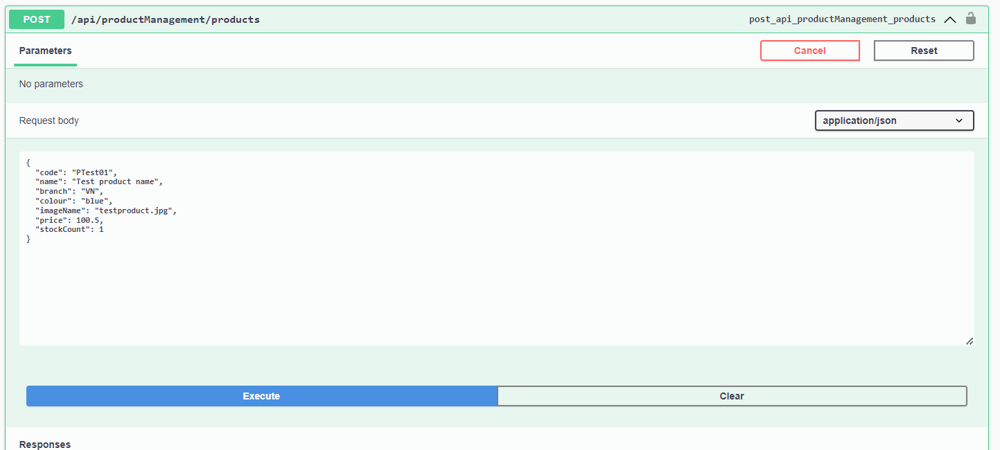 POST /api/productManagement/products post_api_productManagement_products
Parameters Cancel Reset
No parameters
Request body application/json
{
"code": "PTest01",
"name": "Test product name",
"branch": "VN",
"colour": "blue",
"imageName": "testproduct.jpg",
"price": 100.5,
"stockCount": 1
}
Execute Clear
Responses